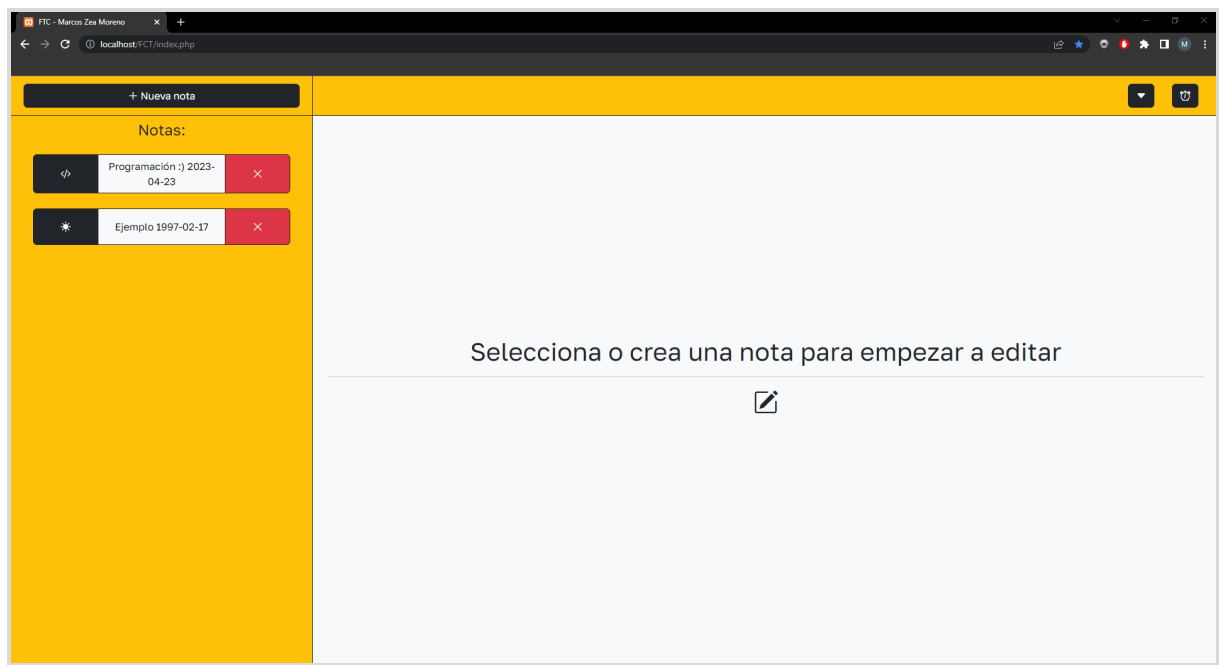 FTC - Marcos Zea Moreno
localhost/FCT/index.php
M
+ Nueva nota
Notas:
Programación :) 2023-
04-23
Ejemplo 1997-02-17
Selecciona o crea una nota para empezar a editar